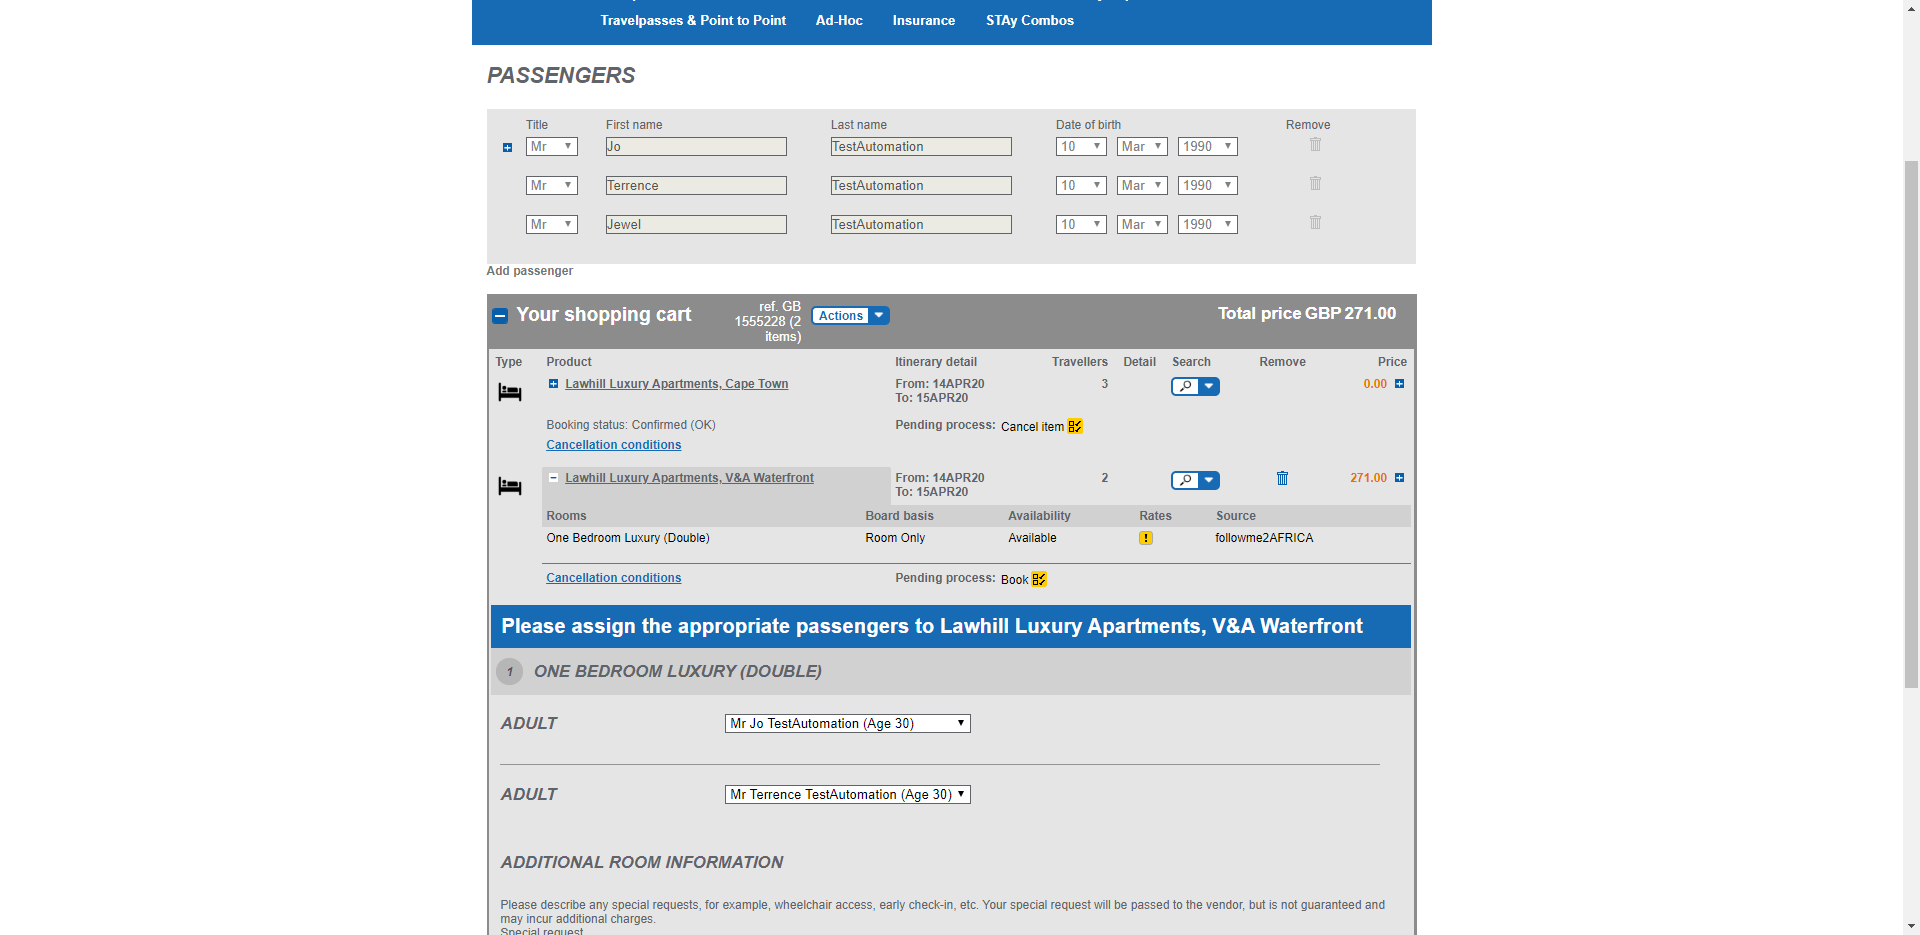 Travelpasses & Point to Point Ad-Hoc Insurance STAy Combos
PASSENGERS
Title First name Last name Date of birth Remove
Mr Jo TestAutomation 10 Mar 1990
Mr Terrence TestAutomation 10 Mar 1990
Mr Jewel TestAutomation 10 Mar 1990
Add passenger
Your shopping cart
ref. GB
1555228 (2
items)
Actions
Total price GBP 271.00
Type Product Itinerary detail Travellers Detail Search Remove Price
Lawhill Luxury Apartments, Cape Town From: 14APR20 3 0.00
To: 15APR20
Booking status: Confirmed (OK) Pending process: Cancel item
Cancellation conditions
Lawhill Luxury Apartments, V&A Waterfront From: 14APR20 2 271.00
To: 15APR20
Rooms Board basis Availability Rates Source
One Bedroom Luxury (Double) Room Only Available ! followme2AFRICA
Cancellation conditions Pending process: Book
Please assign the appropriate passengers to Lawhill Luxury Apartments, V&A Waterfront
1 ONE BEDROOM LUXURY (DOUBLE)
ADULT Mr Jo TestAutomation (Age 30)
ADULT Mr Terrence TestAutomation (Age 30)
ADDITIONAL ROOM INFORMATION
Please describe any special requests, for example, wheelchair access, early check-in, etc. Your special request will be passed to the vendor, but is not guaranteed and
may incur additional charges.
Special request